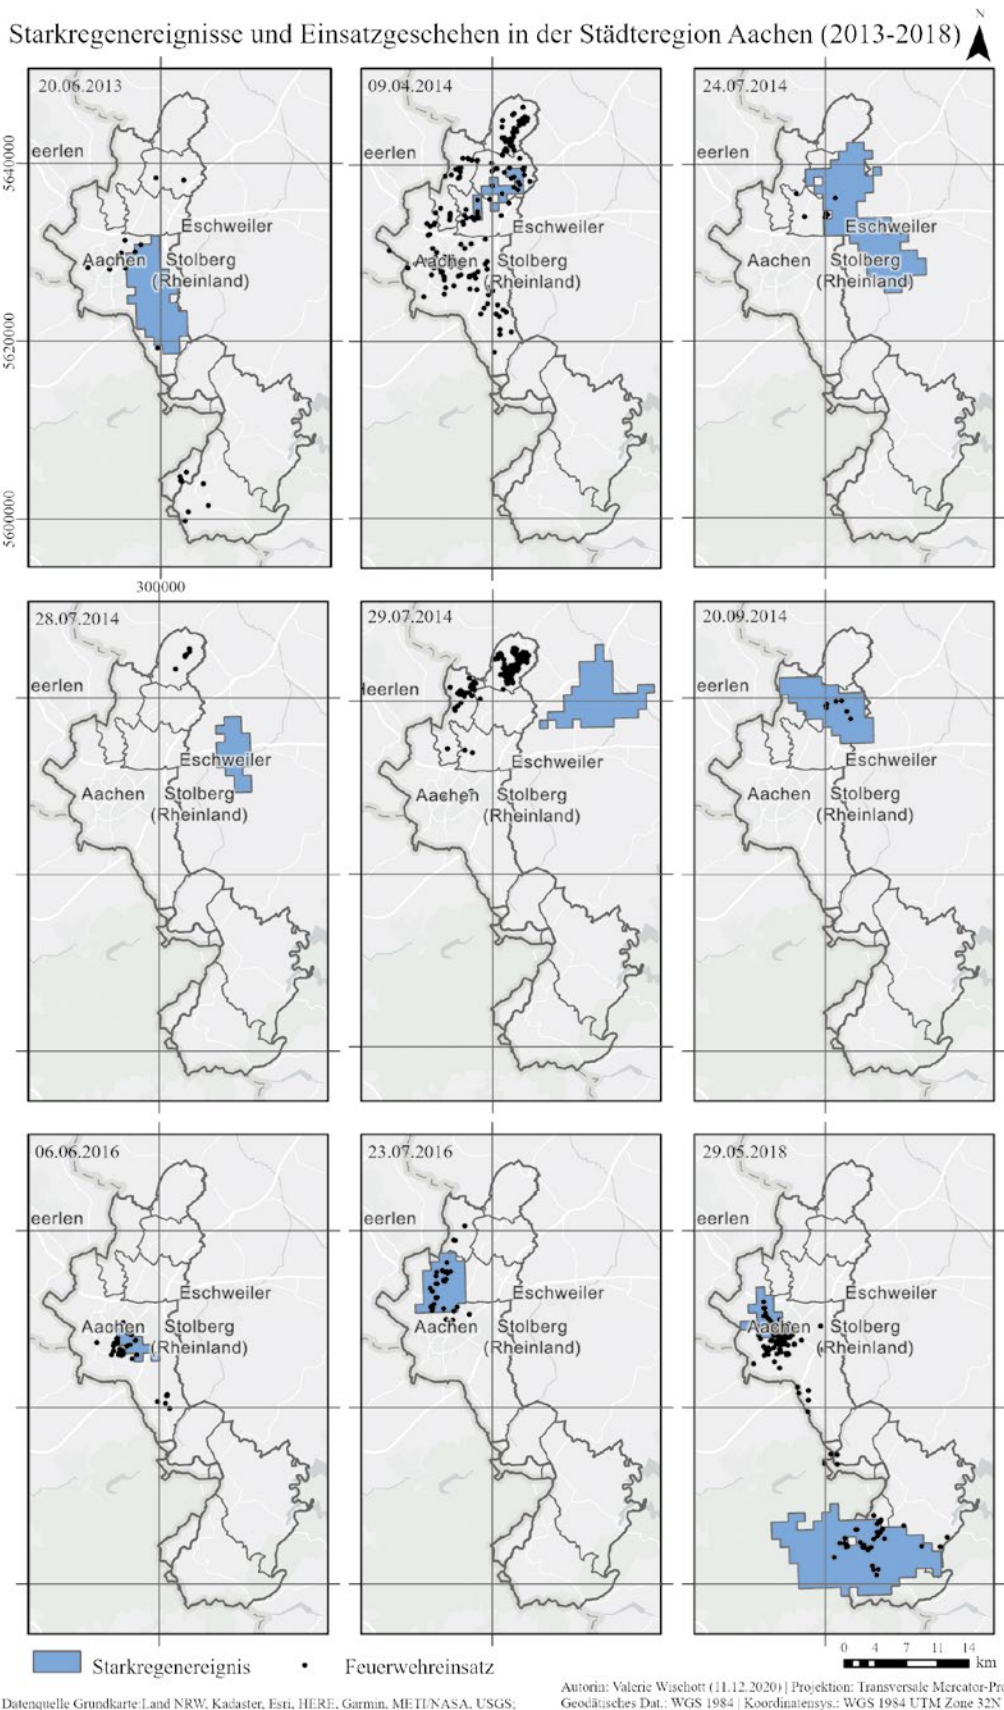 N
Starkregenereignisse und Einsatzgeschehen in der Städteregion Aachen (2013-2018)
20.06.2013
eerlen
Eschweiler
Aachen
Stolberg
(Rheinland)
5640000
5620000
5600000
300000
09.04.2014
eerlen
Eschweiler
Aachen
Stolberg
(Rheinland)
24.07.2014
eerlen
Eschweiler
Aachen
Stolberg
(Rheinland)
28.07.2014
eerlen
Eschweiler
Aachen
Stolberg
(Rheinland)
29.07.2014
Heerlen
Eschweiler
Aachen
Stolberg
(Rheinland)
20.09.2014
eerlen
Eschweiler
Aachen
Stolberg
(Rheinland)
06.06.2016
eerlen
Eschweiler
Aachen
Stolberg
(Rheinland)
23.07.2016
eerlen
Eschweiler
Aachen
Stolberg
(Rheinland)
29.05.2018
eerlen
Eschweiler
Aachen
Stolberg
(Rheinland)
Starkregenereignis
Feuerwehreinsatz
0 4 7 11 14
km
Autorin: Valerie Wischott (11.12.2020) | Projektion: Transversale Mercator-Pro
Datenquelle Grundkarte:Land NRW, Kadaster, Esri, HERE, Garmin, METI/NASA, USGS;
Geodätisches Dat.: WGS 1984 | Koordinatensys.: WGS 1984 UTM Zone 32N